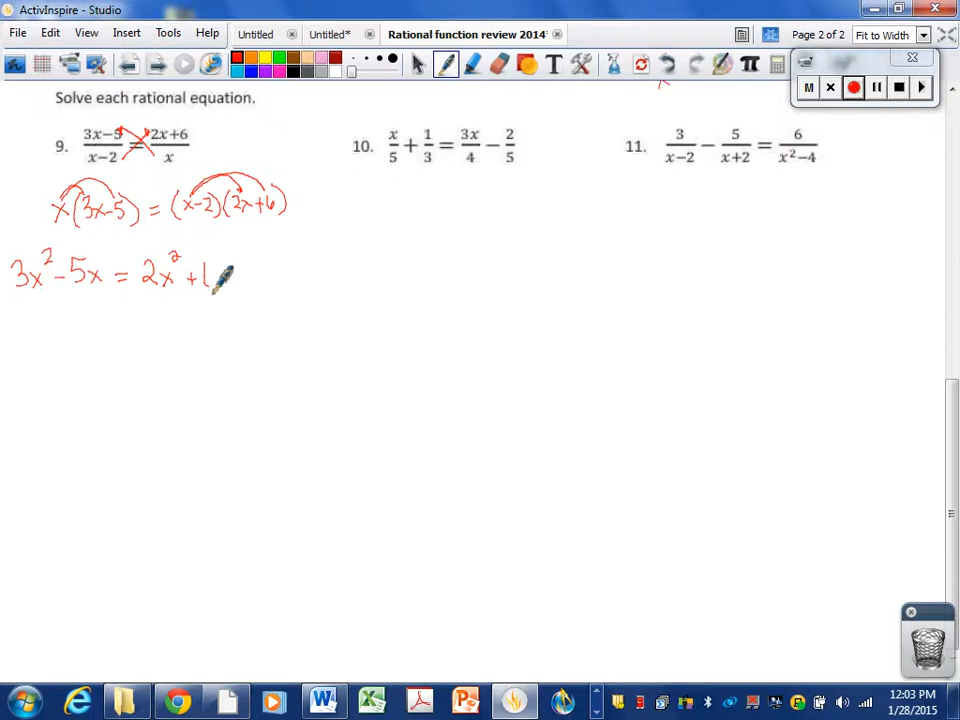 ActivInspire
File Edit View Insert Tools Help Untitled Untitled* Rational function review 2014* Page 2 of 2 Fit to Width
Solve each rational equation.
9. (3x−5)/(x−2) = (2x+6)/x 10. x/5 + 1/3 = 3x/4 − 2/5 11. 3/(x−2) − 5/(x+2) = 6/(x²−4)
x(3x-5) = (x-2)(2x+6)
3x² - 5x = 2x² +
12:03 PM
1/28/2015